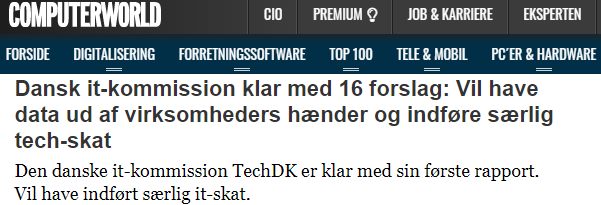 COMPUTERWORLD CIO PREMIUM JOB & KARRIERE EKSPERTEN
FORSIDE DIGITALISERING FORRETNINGSSOFTWARE TOP 100 TELE & MOBIL PC´ER & HARDWARE
Dansk it-kommission klar med 16 forslag: Vil have
data ud af virksomheders hænder og indføre særlig
tech-skat
Den danske it-kommission TechDK er klar med sin første rapport.
Vil have indført særlig it-skat.